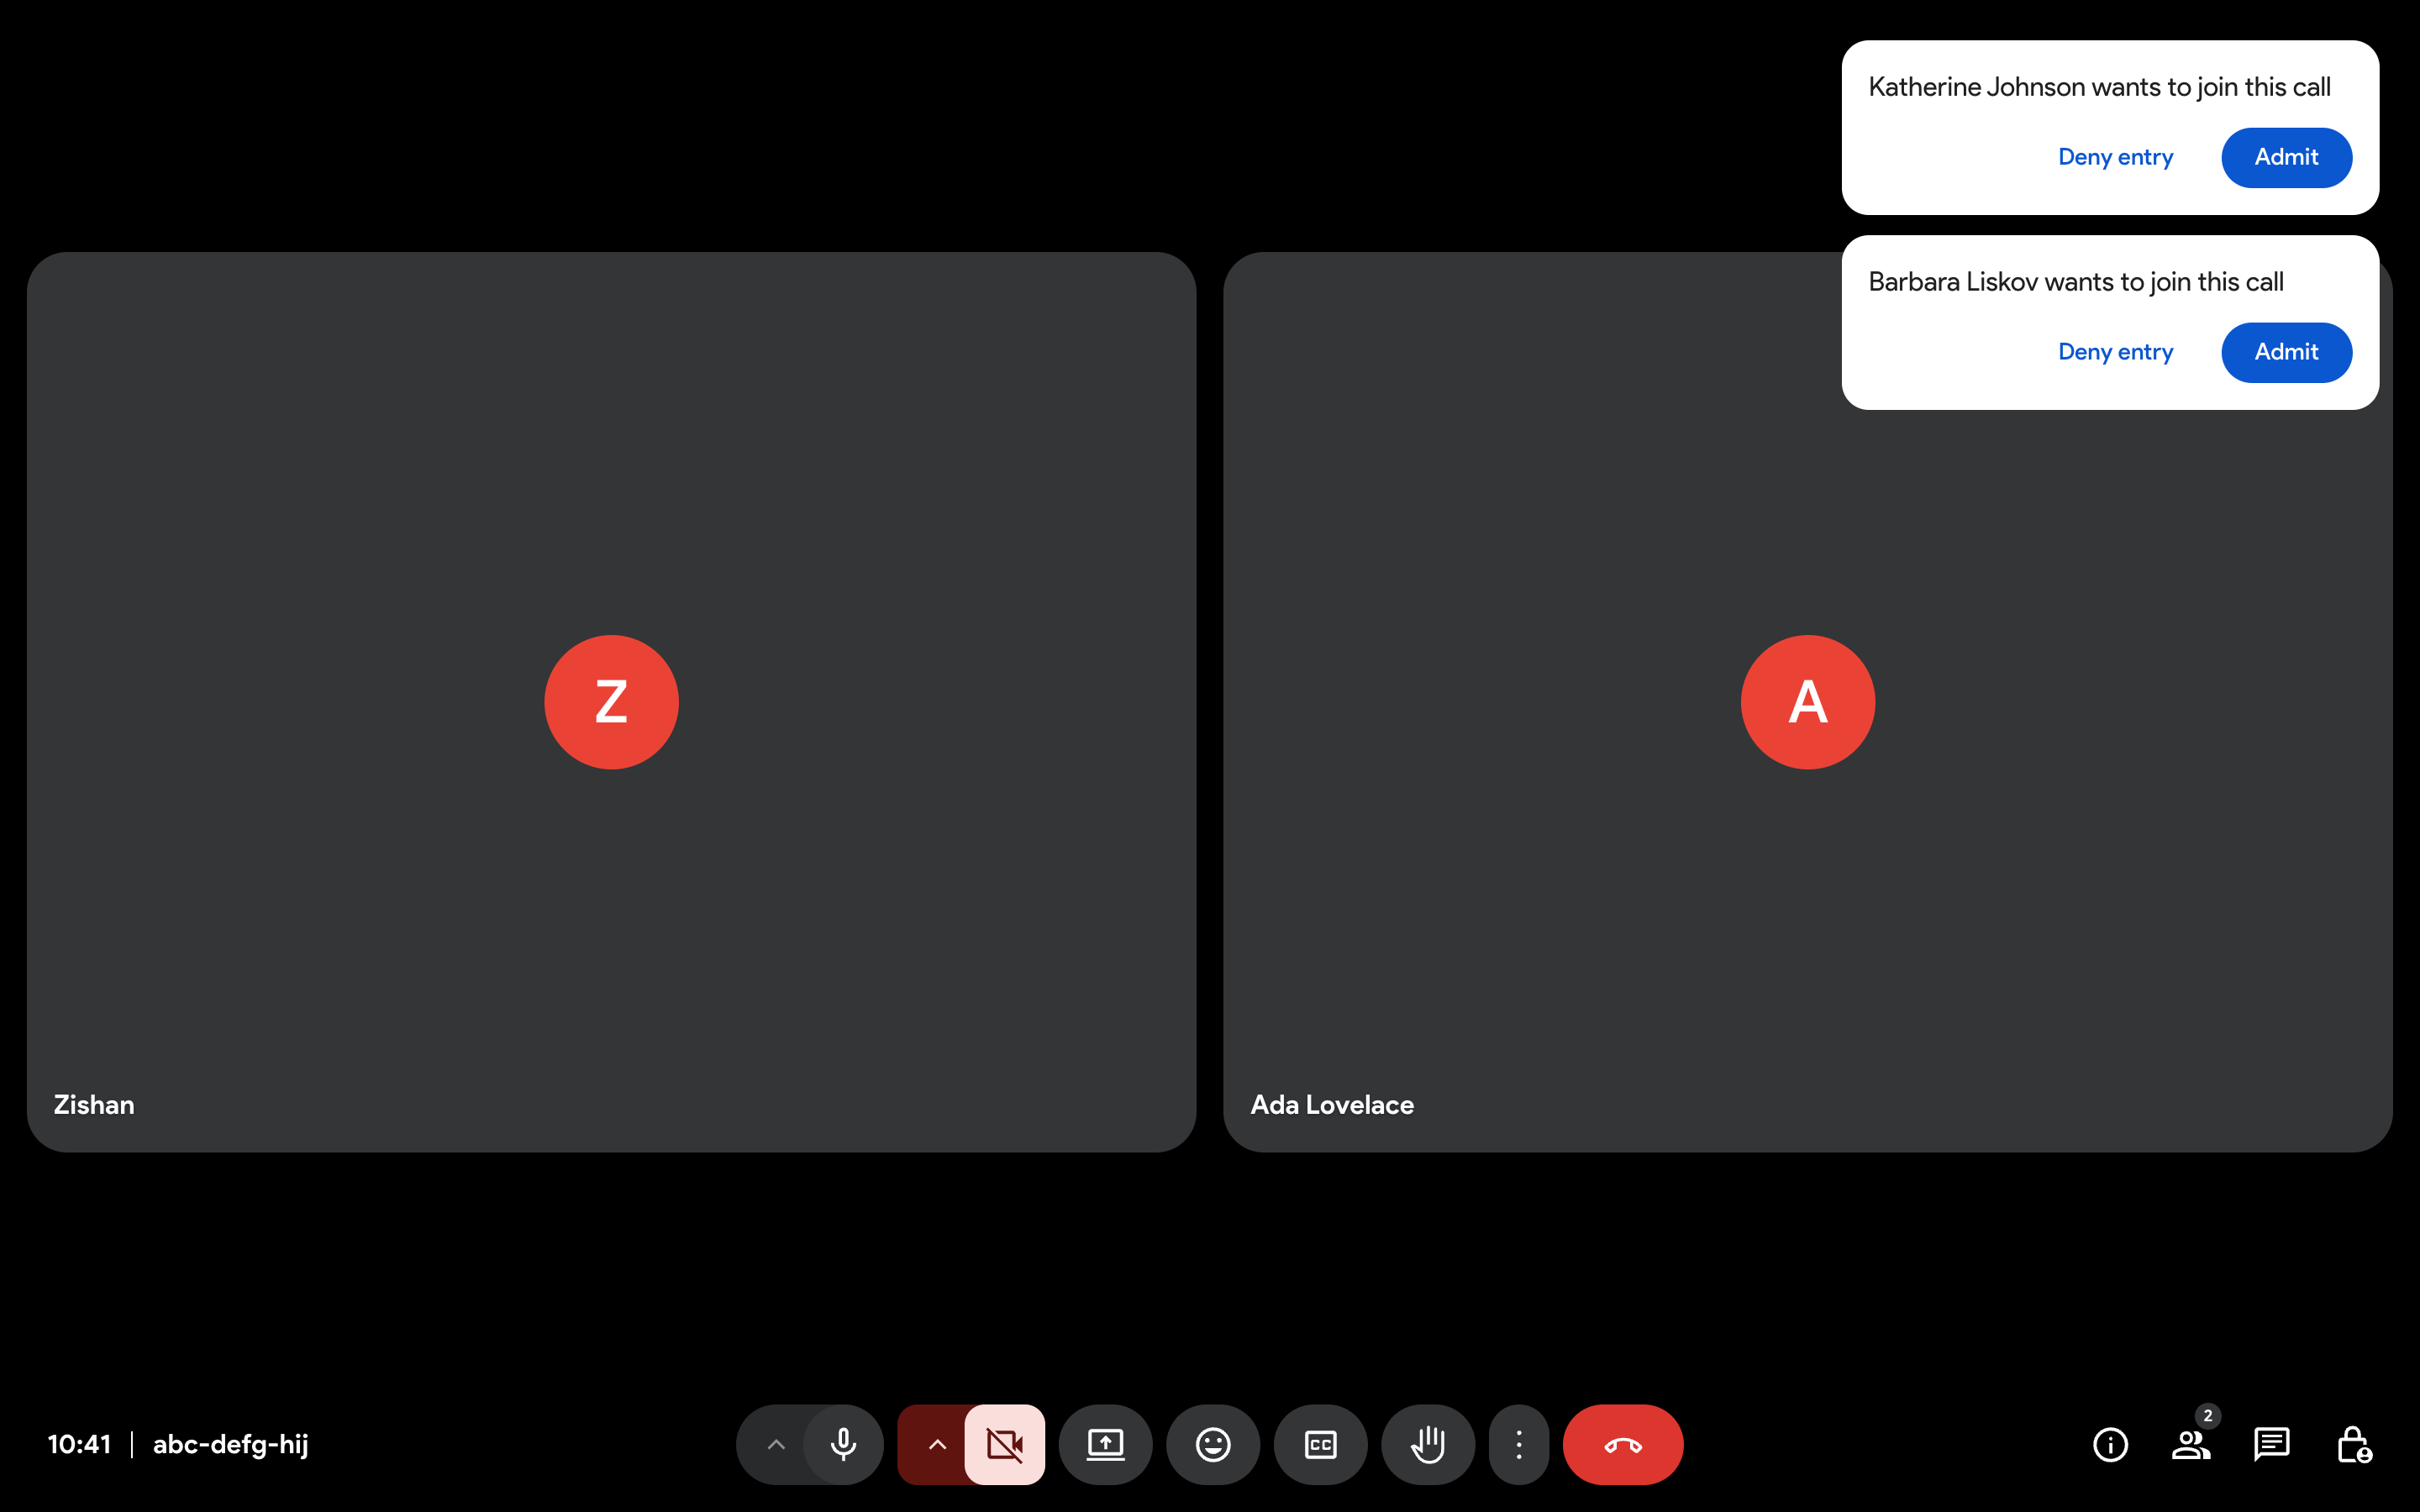 Katherine Johnson wants to join this call
Deny entry Admit
Barbara Liskov wants to join this call
Deny entry Admit
Z
A
Zishan
Ada Lovelace
10:41 abc-defg-hij
CC
2